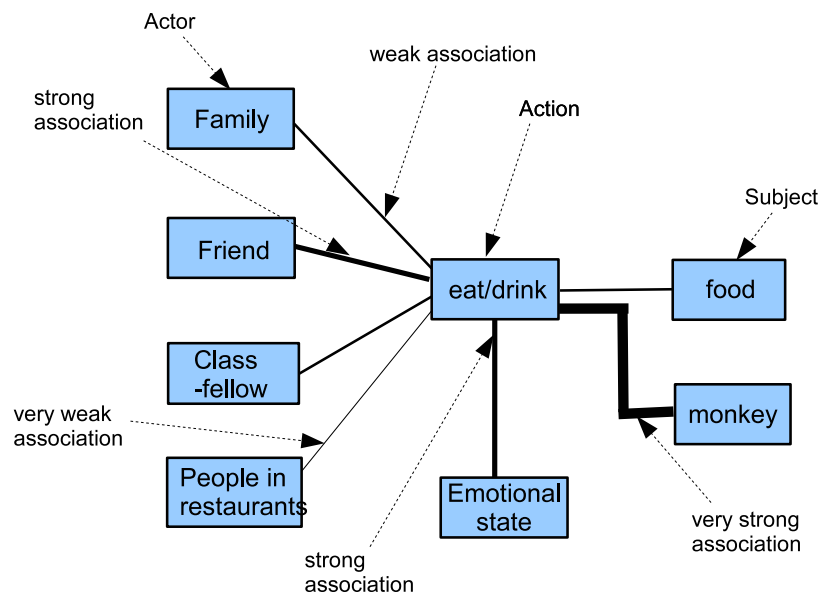 Actor
weak association
strong
association
Family
Action
Subject
Friend
eat/drink
food
Class
-fellow
monkey
very weak
association
People in
restaurants
Emotional
state
very strong
association
strong
association